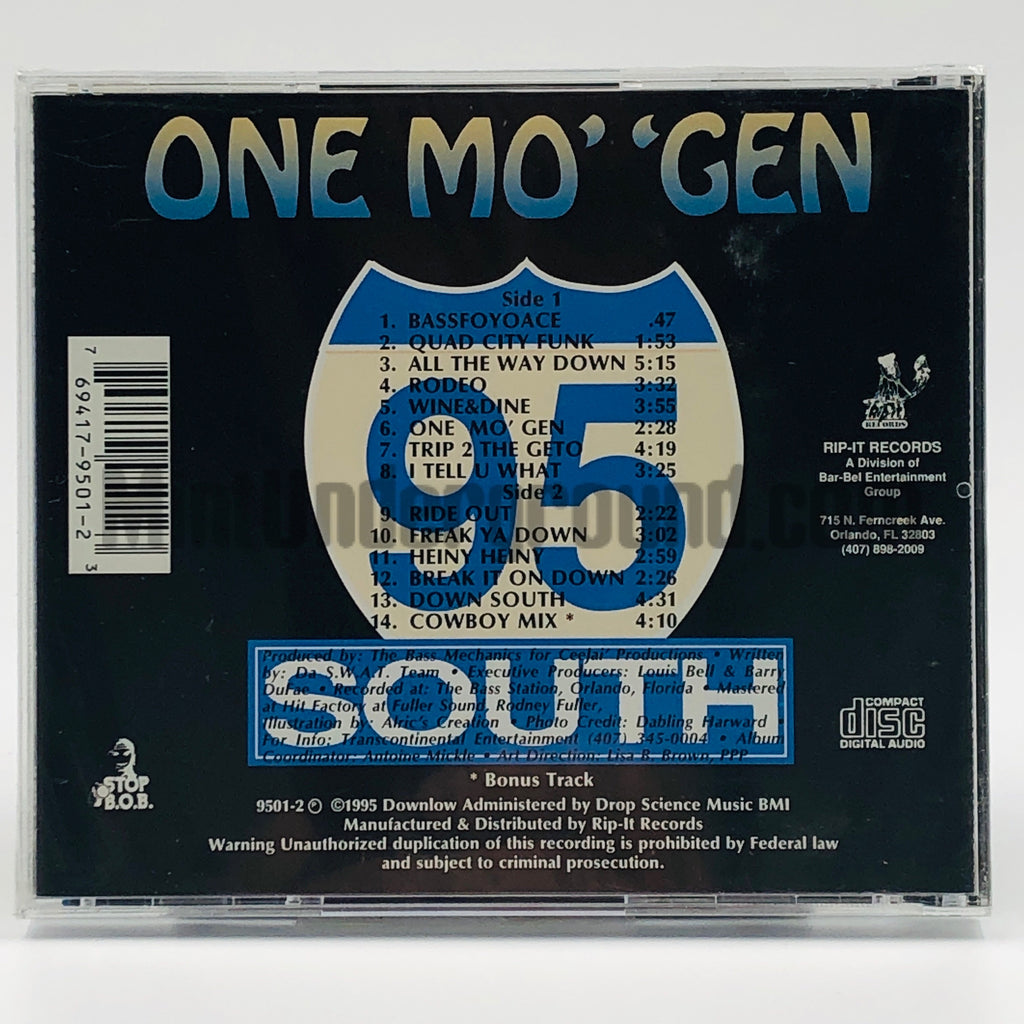 ONE MO' 'GEN
Side 1
1. BASSFOYOACE .47
2. QUAD CITY FUNK 1:53
3. ALL THE WAY DOWN 5:15
4. RODEO 3:32
5. WINE&DINE 3:55
6. ONE MO' GEN 2:28
7. TRIP 2 THE GETO 4:19
8. I TELL U WHAT 3:25
Side 2
9. RIDE OUT 2:22
10. FREAK YA DOWN 3:02
11. HEINY HEINY 2:59
12. BREAK IT ON DOWN 2:26
13. DOWN SOUTH 4:31
14. COWBOY MIX * 4:10
95
SOUTH
Produced by: The Bass Mechanics for CeeJai' Productions • Written
by: Da S.W.A.T. Team • Executive Producers: Louis Bell & Barry
DuFae • Recorded at: The Bass Station, Orlando, Florida • Mastered
at Hit Factory at Fuller Sound, Rodney Fuller,
Illustration by: Alric's Creation • Photo Credit: Dabling Harward •
For Info: Transcontinental Entertainment (407) 345-0004 • Album
Coordinator: Antoine Mickle • Art Direction: Lisa B. Brown, PPP
* Bonus Track
9501-2 ℗ ©1995 Downlow Administered by Drop Science Music BMI
Manufactured & Distributed by Rip-It Records
Warning Unauthorized duplication of this recording is prohibited by Federal law
and subject to criminal prosecution.
7 69417-9501-2 3
STOP
B.O.B.
RIP-IT
RECORDS
RIP-IT RECORDS
A Division of
Bar-Bel Entertainment
Group
715 N. Ferncreek Ave.
Orlando, FL 32803
(407) 898-2009
COMPACT
disc
DIGITAL AUDIO